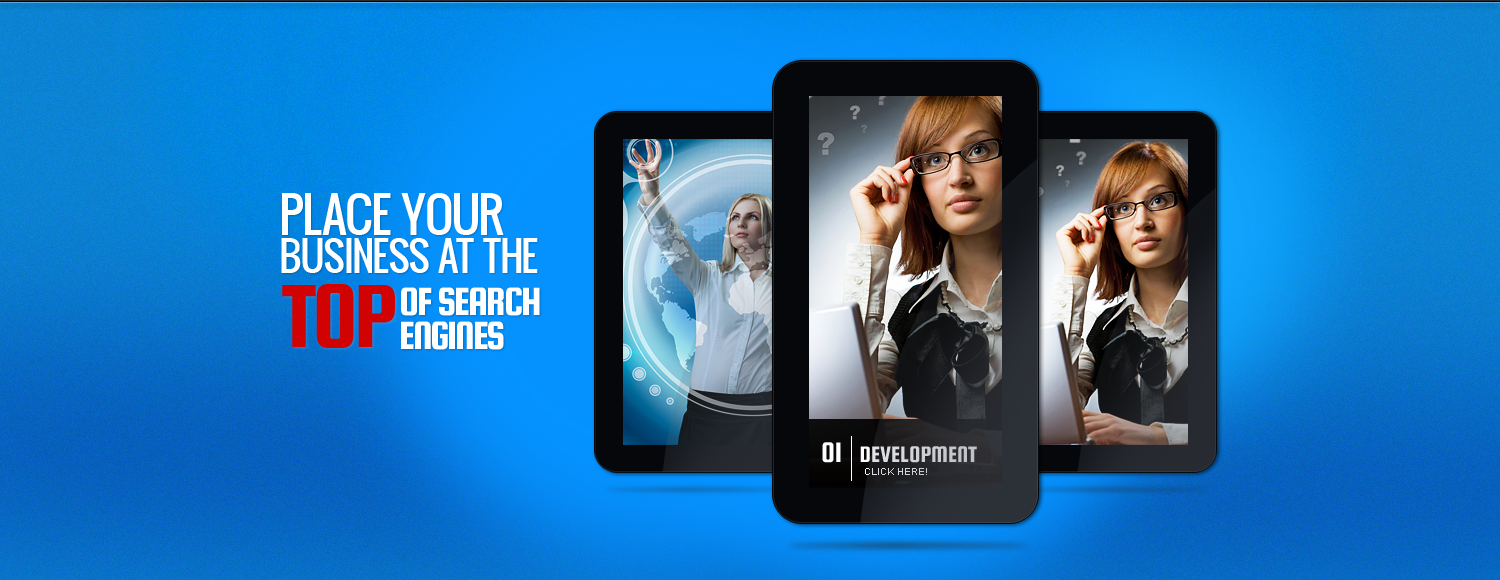 PLACE YOUR
BUSINESS AT THE
TOP OF SEARCH
ENGINES
? ? ? ?
? ? ?
01 DEVELOPMENT
CLICK HERE!